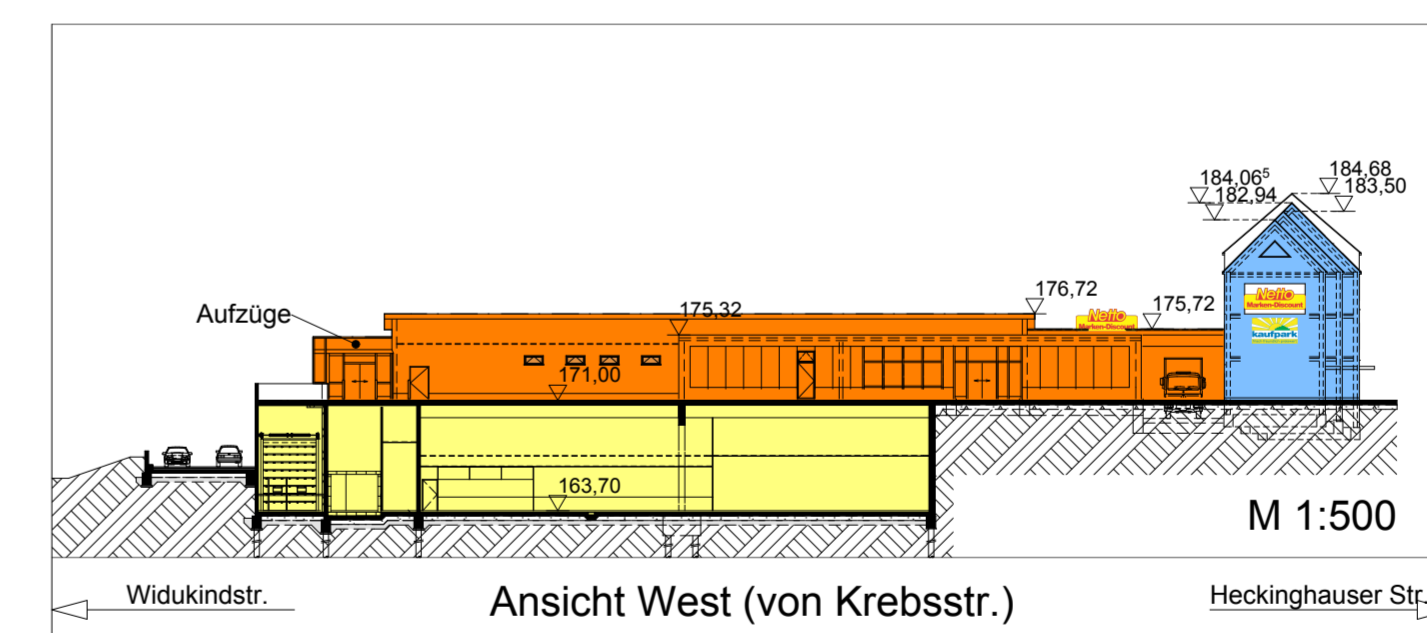 184,06⁵
182,94
184,68
183,50
Aufzüge
175,32
176,72
175,72
Netto
Marken-Discount
Netto
Marken-Discount
kaufpark
171,00
163,70
M 1:500
Widukindstr.
Ansicht West (von Krebsstr.)
Heckinghauser Str.